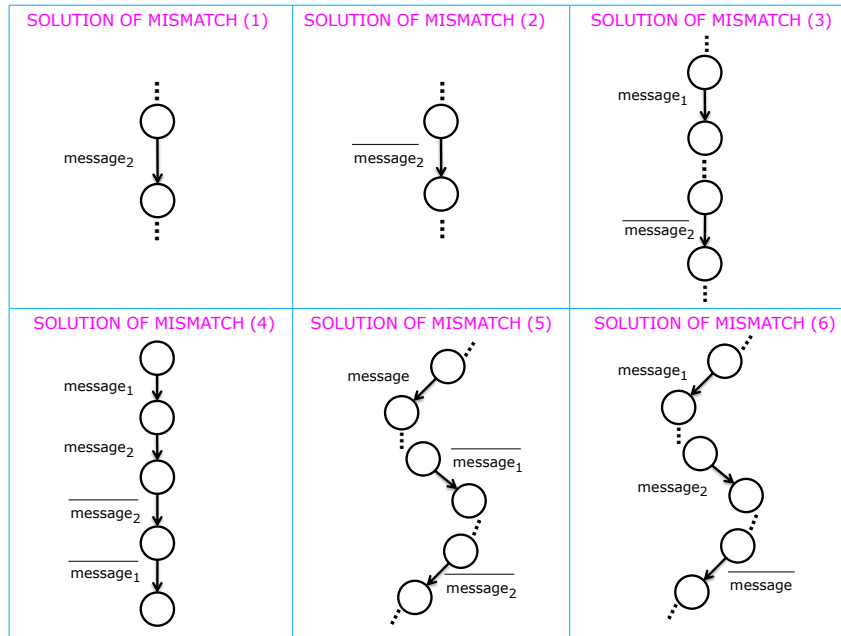 SOLUTION OF MISMATCH (1)
message₂
SOLUTION OF MISMATCH (2)
message₂
SOLUTION OF MISMATCH (3)
message₁
message₂
SOLUTION OF MISMATCH (4)
message₁
message₂
message₂
message₁
SOLUTION OF MISMATCH (5)
message
message₁
message₂
SOLUTION OF MISMATCH (6)
message₁
message₂
message